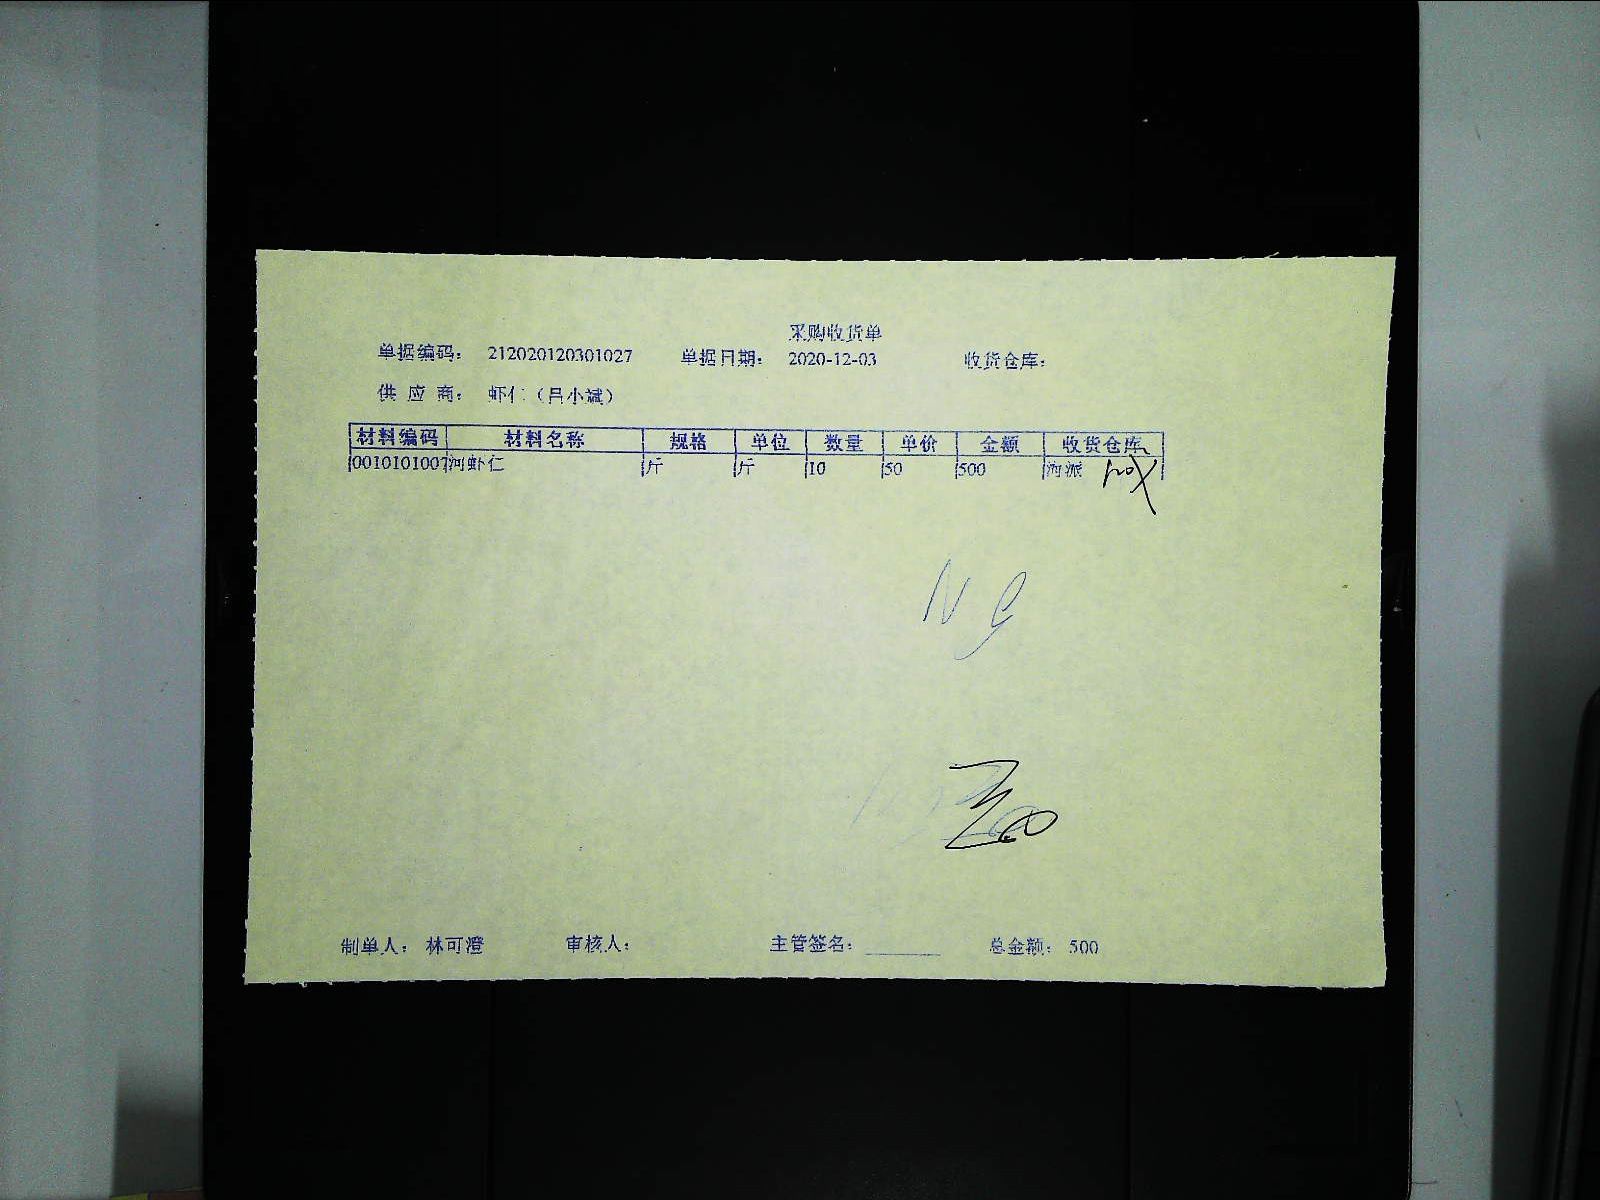 采购收货单
单据编码： 212020120301027 单据日期： 2020-12-03 收货仓库：
供 应 商： 虾仁（吕小斌）
材料编码 材料名称 规格 单位 数量 单价 金额 收货仓库
0010101007 河虾仁 斤 斤 10 50 500
制单人： 林可澄 审核人： 主管签名： 总金额： 500